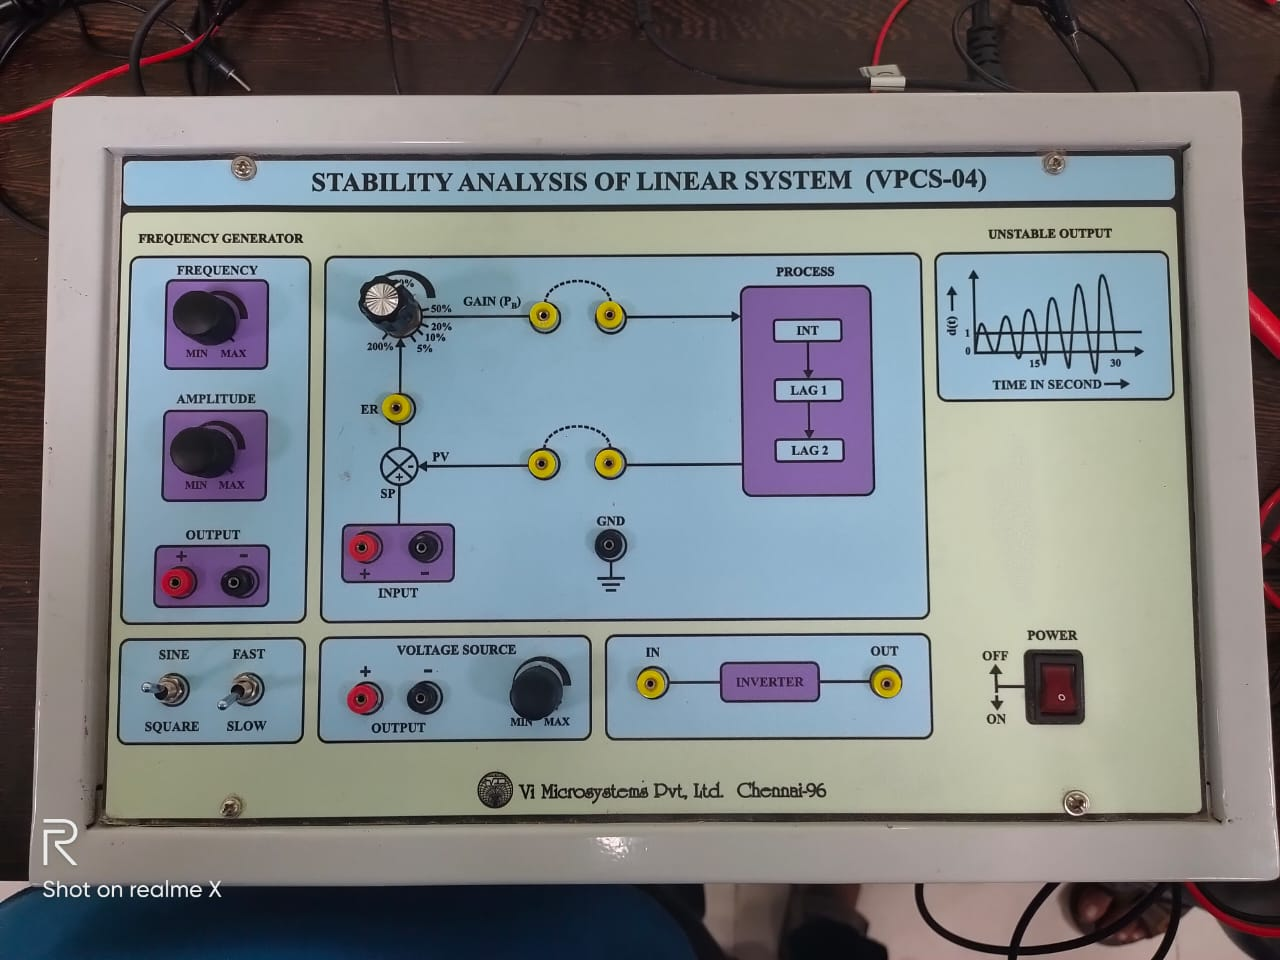 STABILITY ANALYSIS OF LINEAR SYSTEM (VPCS-04)
FREQUENCY GENERATOR
FREQUENCY
MIN MAX
AMPLITUDE
MIN MAX
OUTPUT
+ -
SINE FAST
SQUARE SLOW
GAIN (PB)
50%
20%
10%
5%
200%
ER
PV
-
+
SP
+ -
INPUT
GND
PROCESS
INT
LAG 1
LAG 2
UNSTABLE OUTPUT
d(t)
1
0
15 30
TIME IN SECOND
VOLTAGE SOURCE
+ -
OUTPUT
MIN MAX
IN OUT
INVERTER
POWER
OFF
ON
Vi Microsystems Pvt, Ltd. Chennai-96
R
Shot on realme X